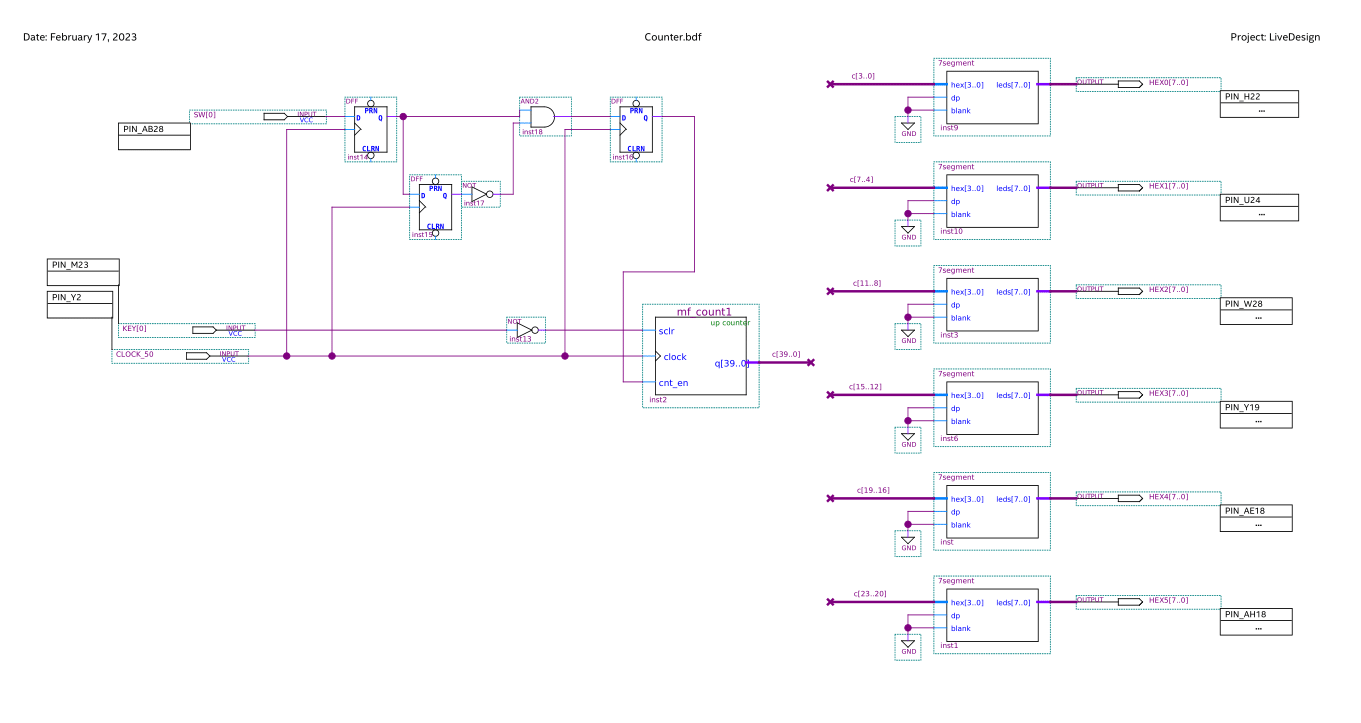 Date: February 17, 2023
Counter.bdf
Project: LiveDesign
SW[0]
INPUT
VCC
PIN_AB28
DFF
PRN
D
Q
CLRN
inst14
AND2
inst18
DFF
PRN
D
Q
CLRN
inst16
DFF
PRN
D
Q
CLRN
inst19
NOT
inst17
PIN_M23
PIN_Y2
KEY[0]
INPUT
VCC
CLOCK_50
INPUT
VCC
NOT
inst13
mf_count1
up counter
sclr
clock
q[39..0]
cnt_en
inst2
c[39..0]
7segment
c[3..0]
hex[3..0]
leds[7..0]
dp
blank
inst9
GND
OUTPUT
HEX0[7..0]
PIN_H22
...
7segment
c[7..4]
hex[3..0]
leds[7..0]
dp
blank
inst10
GND
OUTPUT
HEX1[7..0]
PIN_U24
...
7segment
c[11..8]
hex[3..0]
leds[7..0]
dp
blank
inst3
GND
OUTPUT
HEX2[7..0]
PIN_W28
...
7segment
c[15..12]
hex[3..0]
leds[7..0]
dp
blank
inst6
GND
OUTPUT
HEX3[7..0]
PIN_Y19
...
7segment
c[19..16]
hex[3..0]
leds[7..0]
dp
blank
inst
GND
OUTPUT
HEX4[7..0]
PIN_AE18
...
7segment
c[23..20]
hex[3..0]
leds[7..0]
dp
blank
inst1
GND
OUTPUT
HEX5[7..0]
PIN_AH18
...